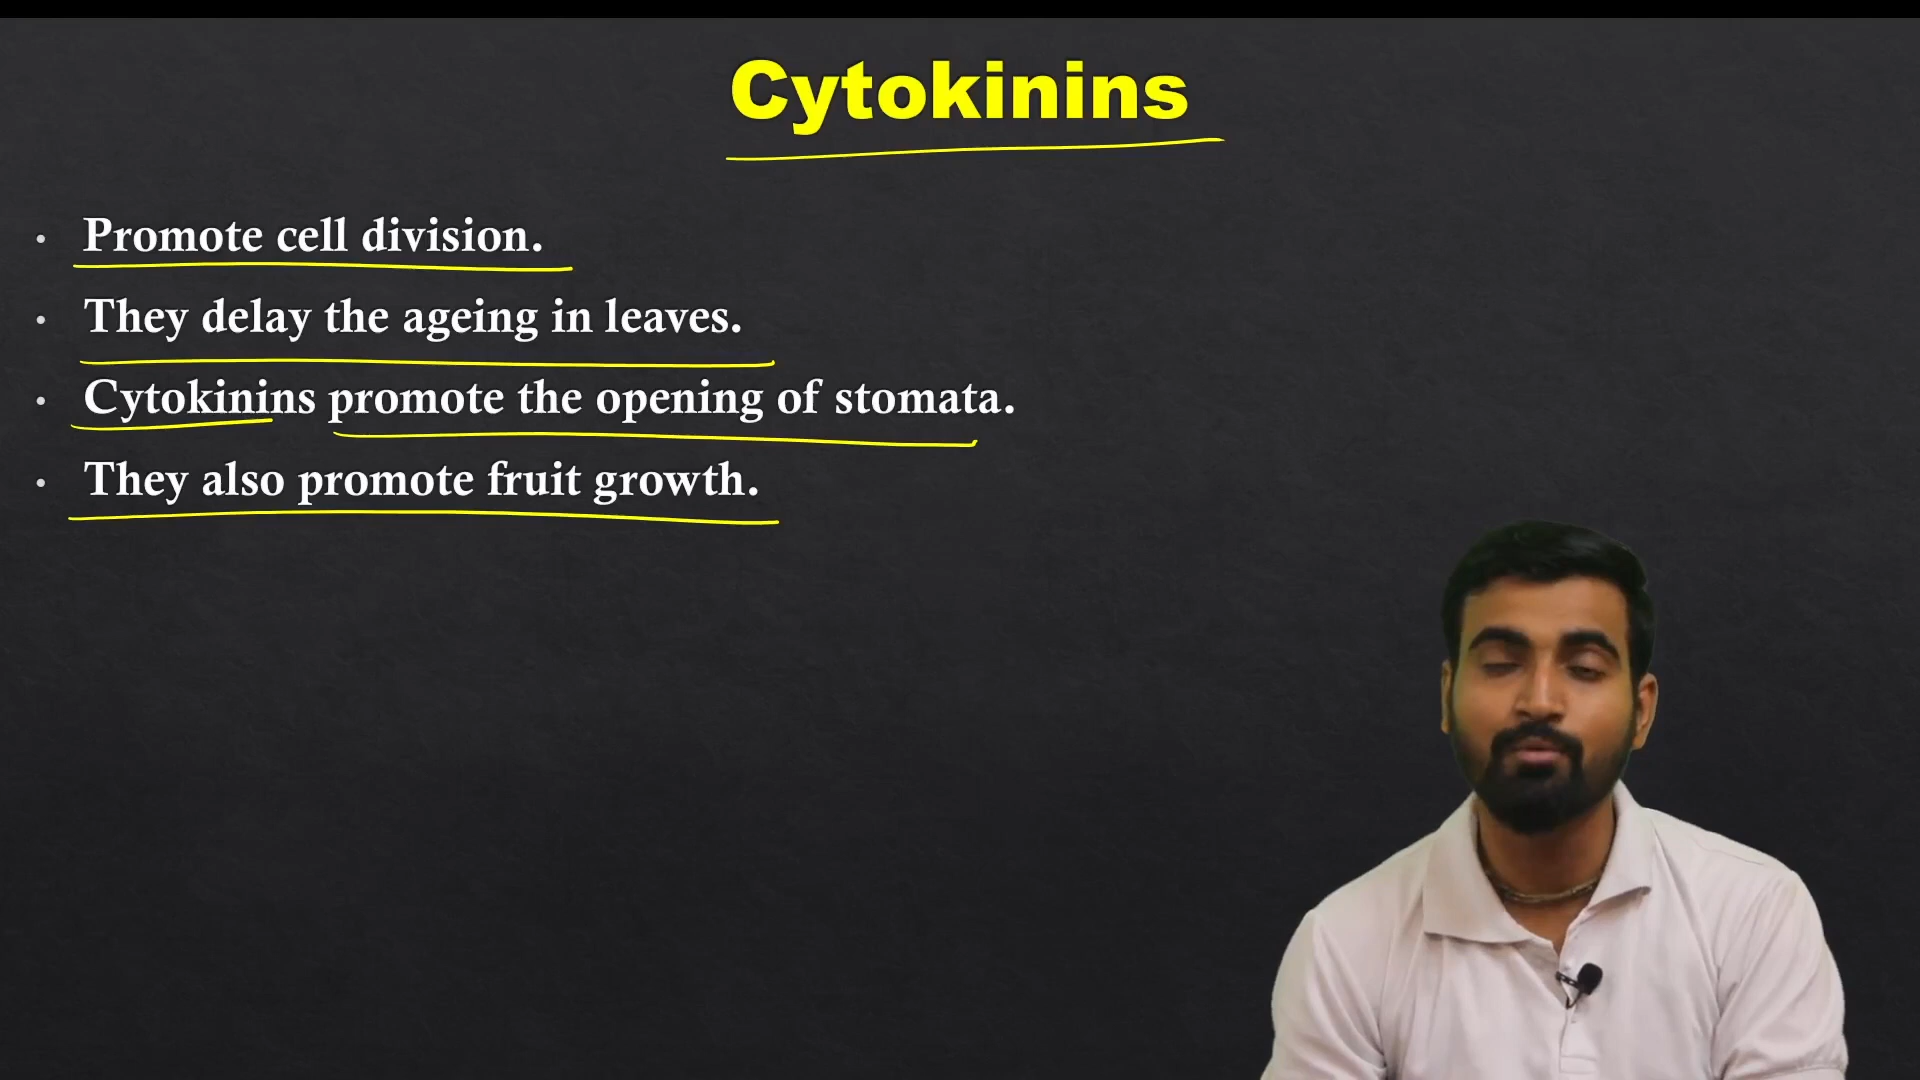 Cytokinins
• Promote cell division.
• They delay the ageing in leaves.
• Cytokinins promote the opening of stomata.
• They also promote fruit growth.